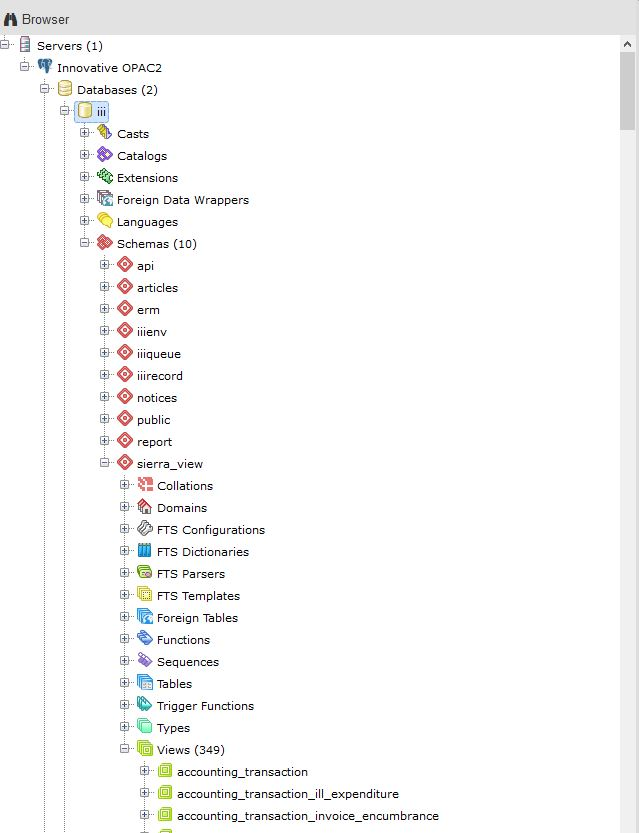 Browser
Servers (1)
Innovative OPAC2
Databases (2)
iii
Casts
Catalogs
Extensions
Foreign Data Wrappers
Languages
Schemas (10)
api
articles
erm
iiienv
iiiqueue
iiirecord
notices
public
report
sierra_view
Collations
Domains
FTS Configurations
FTS Dictionaries
FTS Parsers
FTS Templates
Foreign Tables
Functions
Sequences
Tables
Trigger Functions
Types
Views (349)
accounting_transaction
accounting_transaction_ill_expenditure
accounting_transaction_invoice_encumbrance